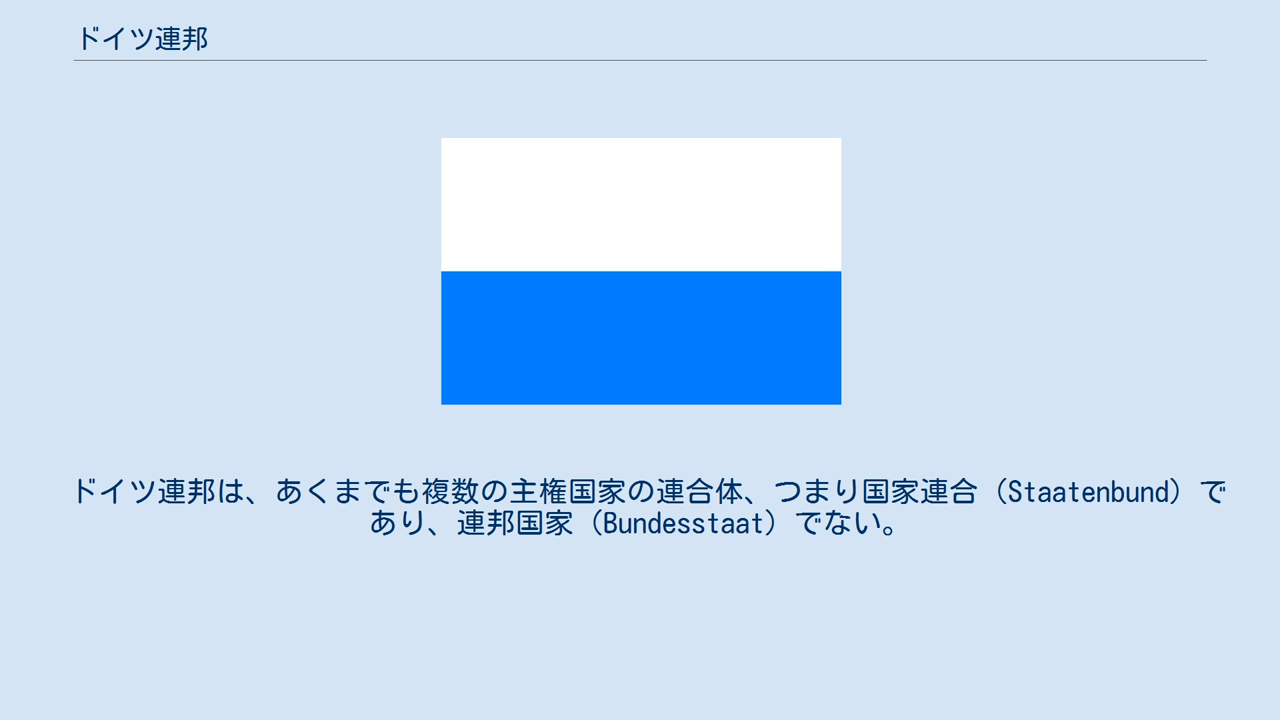 ドイツ連邦
ドイツ連邦は、あくまでも複数の主権国家の連合体、つまり国家連合（Staatenbund）で
あり、連邦国家（Bundesstaat）でない。